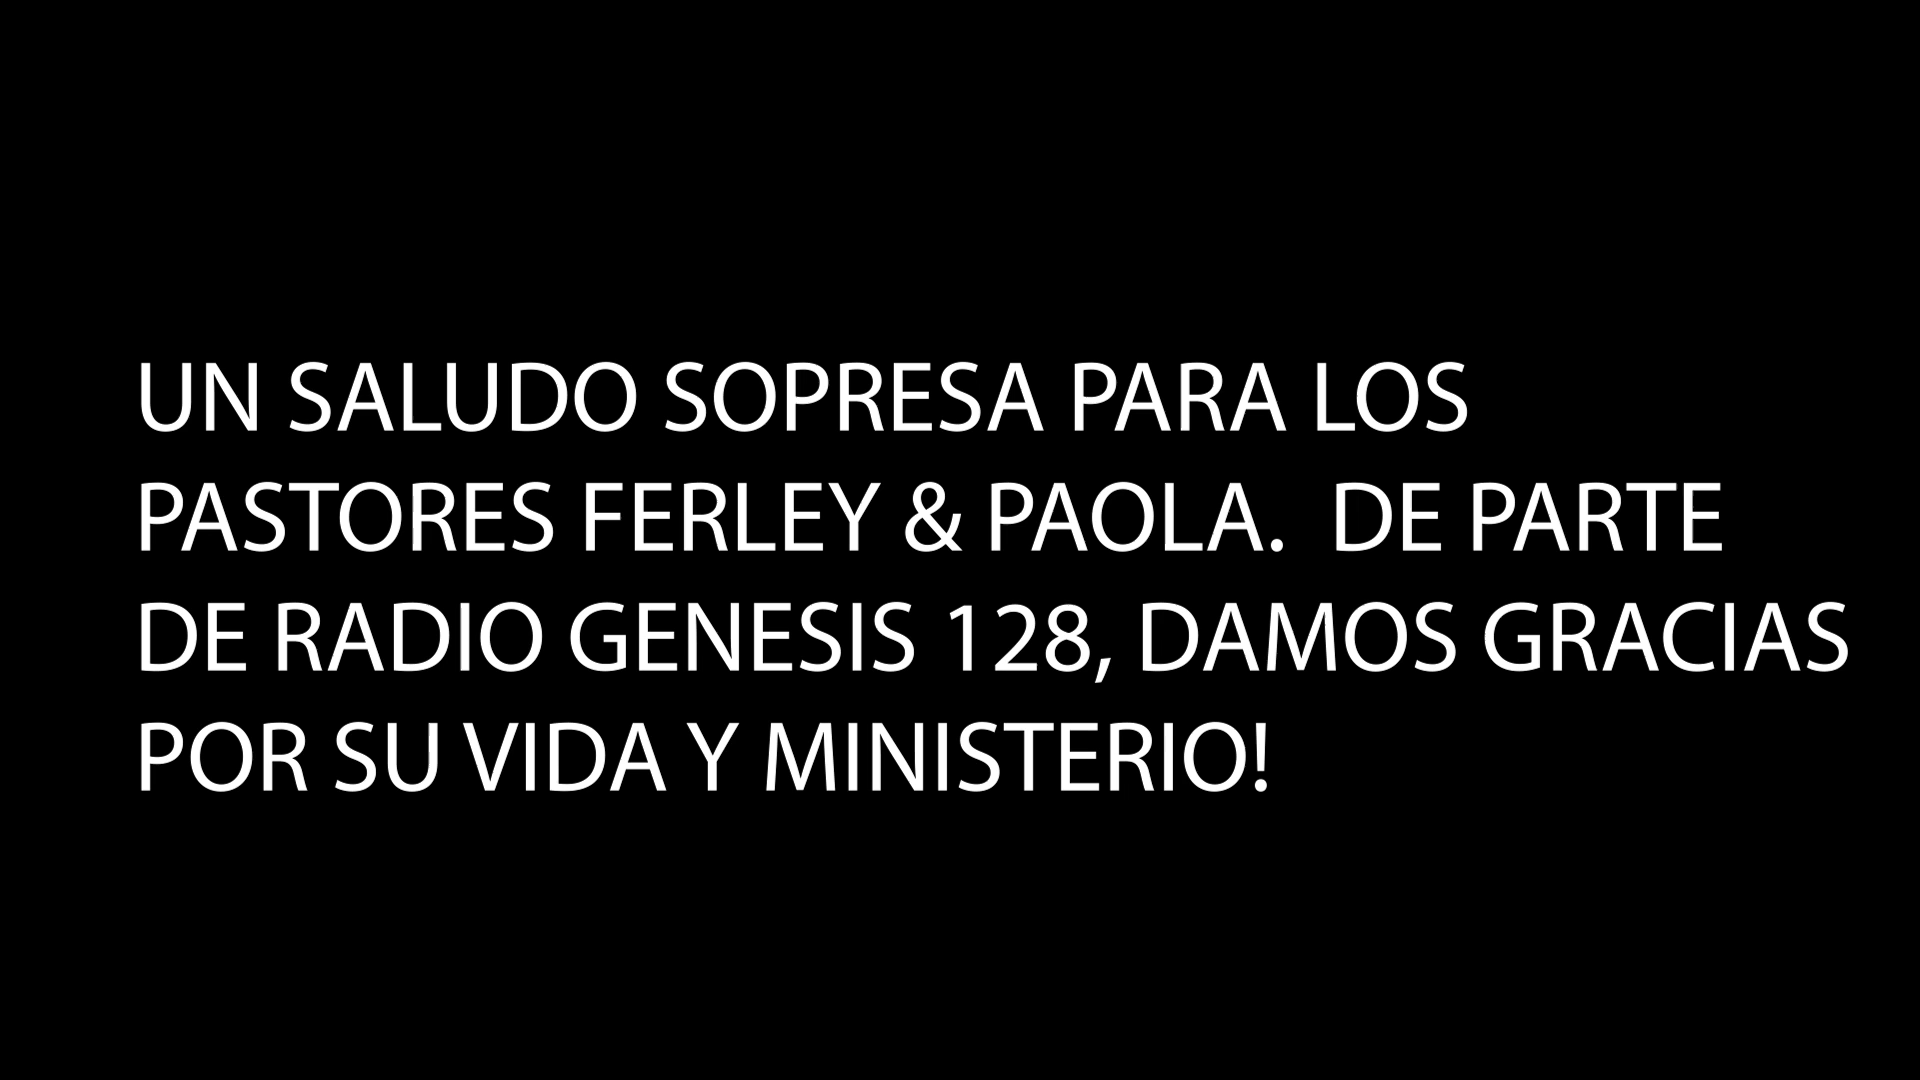 UN SALUDO SOPRESA PARA LOS
PASTORES FERLEY & PAOLA.  DE PARTE
DE RADIO GENESIS 128, DAMOS GRACIAS
POR SU VIDA Y MINISTERIO!